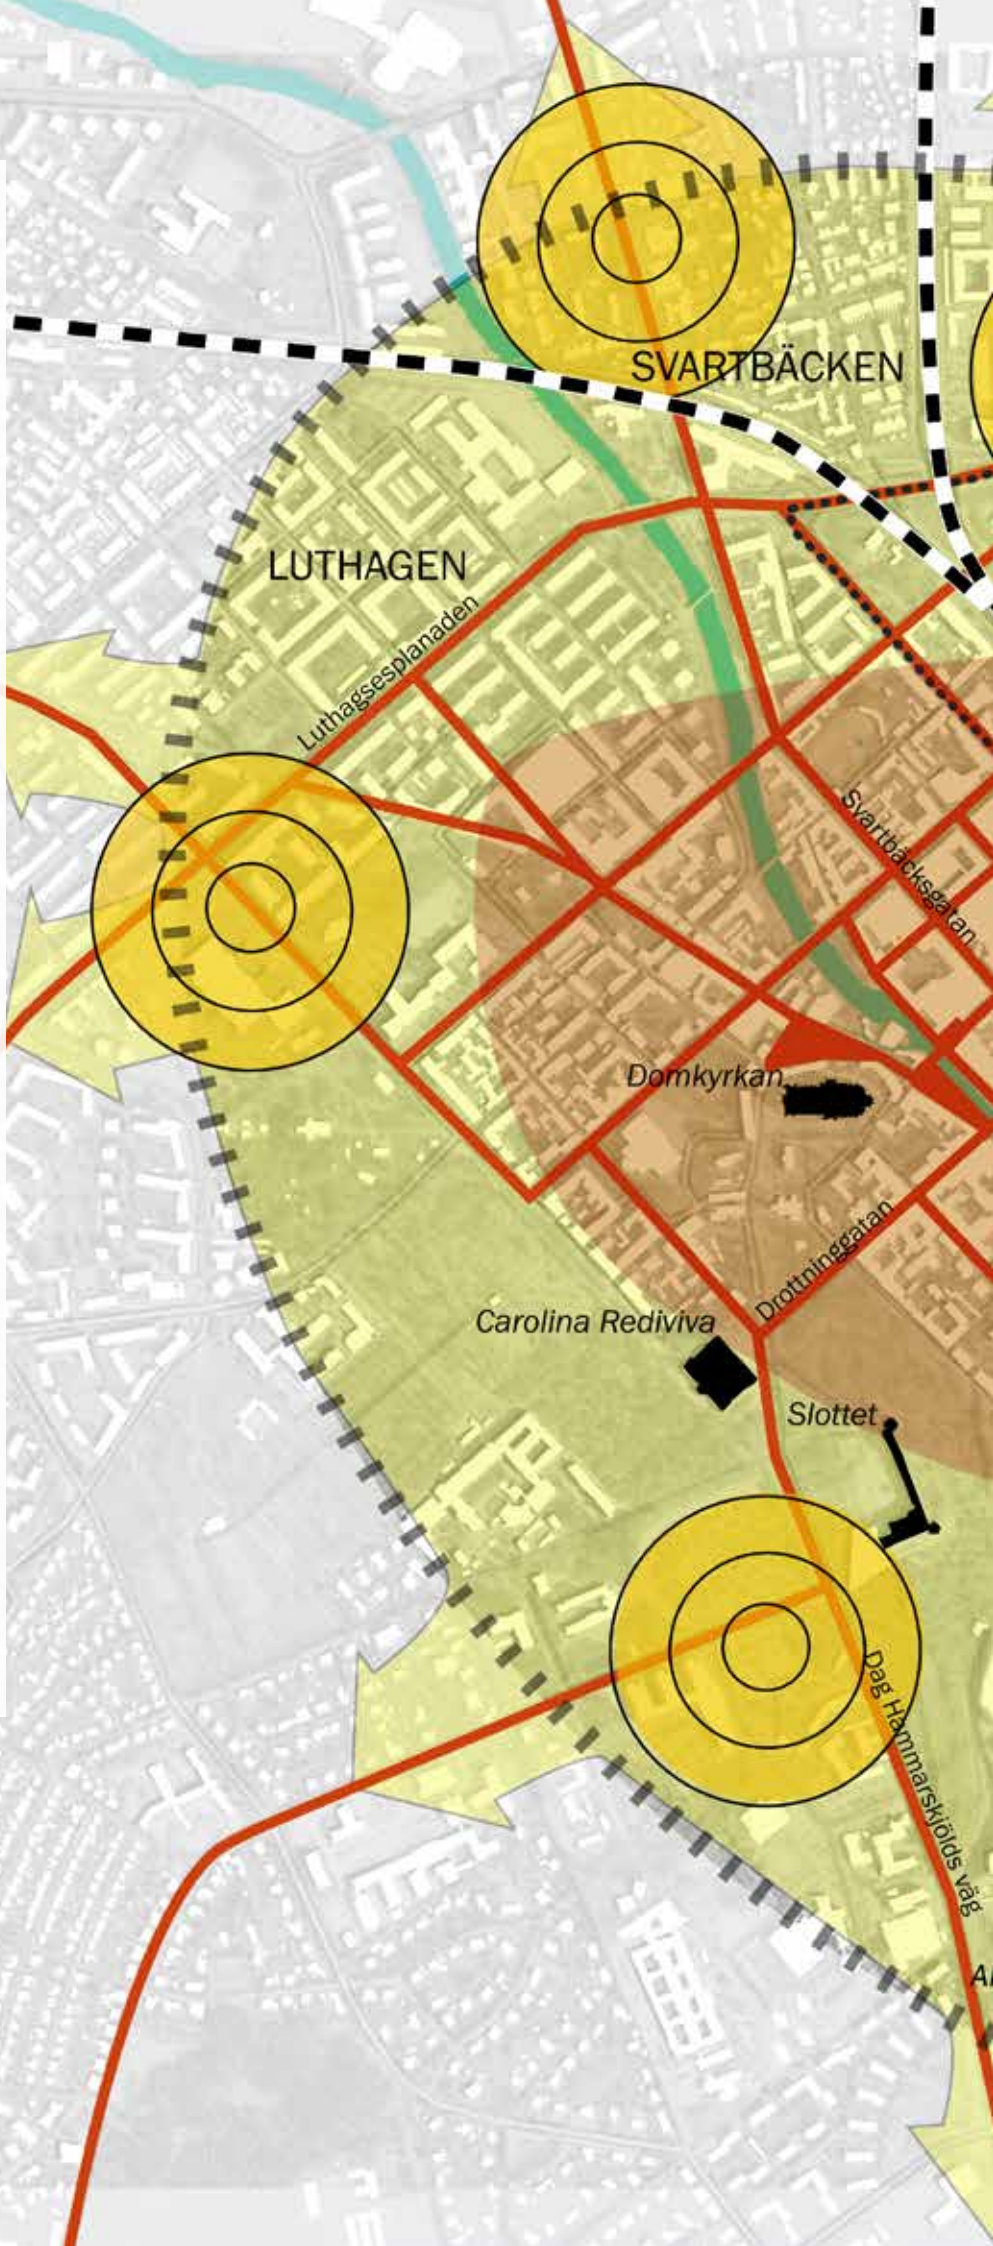 SVARTBÄCKEN
LUTHAGEN
Luthagsesplanaden
Svartbäcksgatan
Domkyrkan
Drottninggatan
Carolina Rediviva
Slottet
Dag Hammarskjölds väg